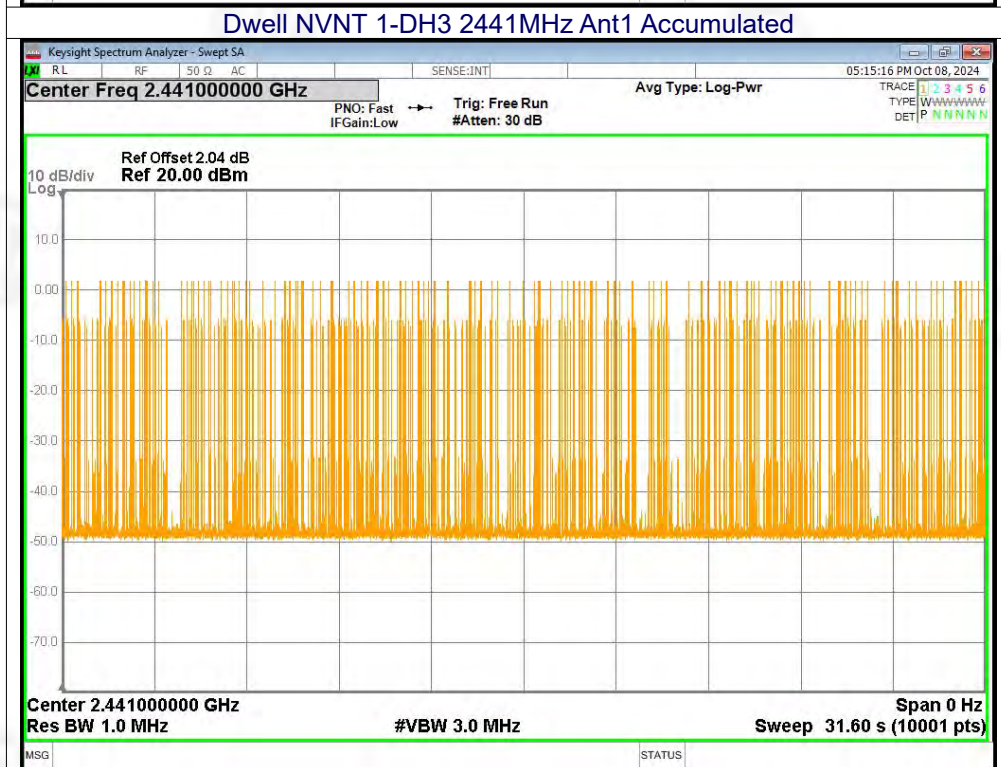 Dwell NVNT 1-DH3 2441MHz Ant1 Accumulated
Keysight Spectrum Analyzer - Swept SA
LXI RL RF 50 Ω AC SENSE:INT 05:15:16 PM Oct 08, 2024
Center Freq 2.441000000 GHz Avg Type: Log-Pwr TRACE 1 2 3 4 5 6
PNO: Fast Trig: Free Run TYPE WWWWWW
IFGain:Low #Atten: 30 dB DET P N N N N N
Ref Offset 2.04 dB
10 dB/div Ref 20.00 dBm
Log
10.0
0.00
-10.0
-20.0
-30.0
-40.0
-50.0
-60.0
-70.0
Center 2.441000000 GHz Span 0 Hz
Res BW 1.0 MHz #VBW 3.0 MHz Sweep 31.60 s (10001 pts)
MSG STATUS